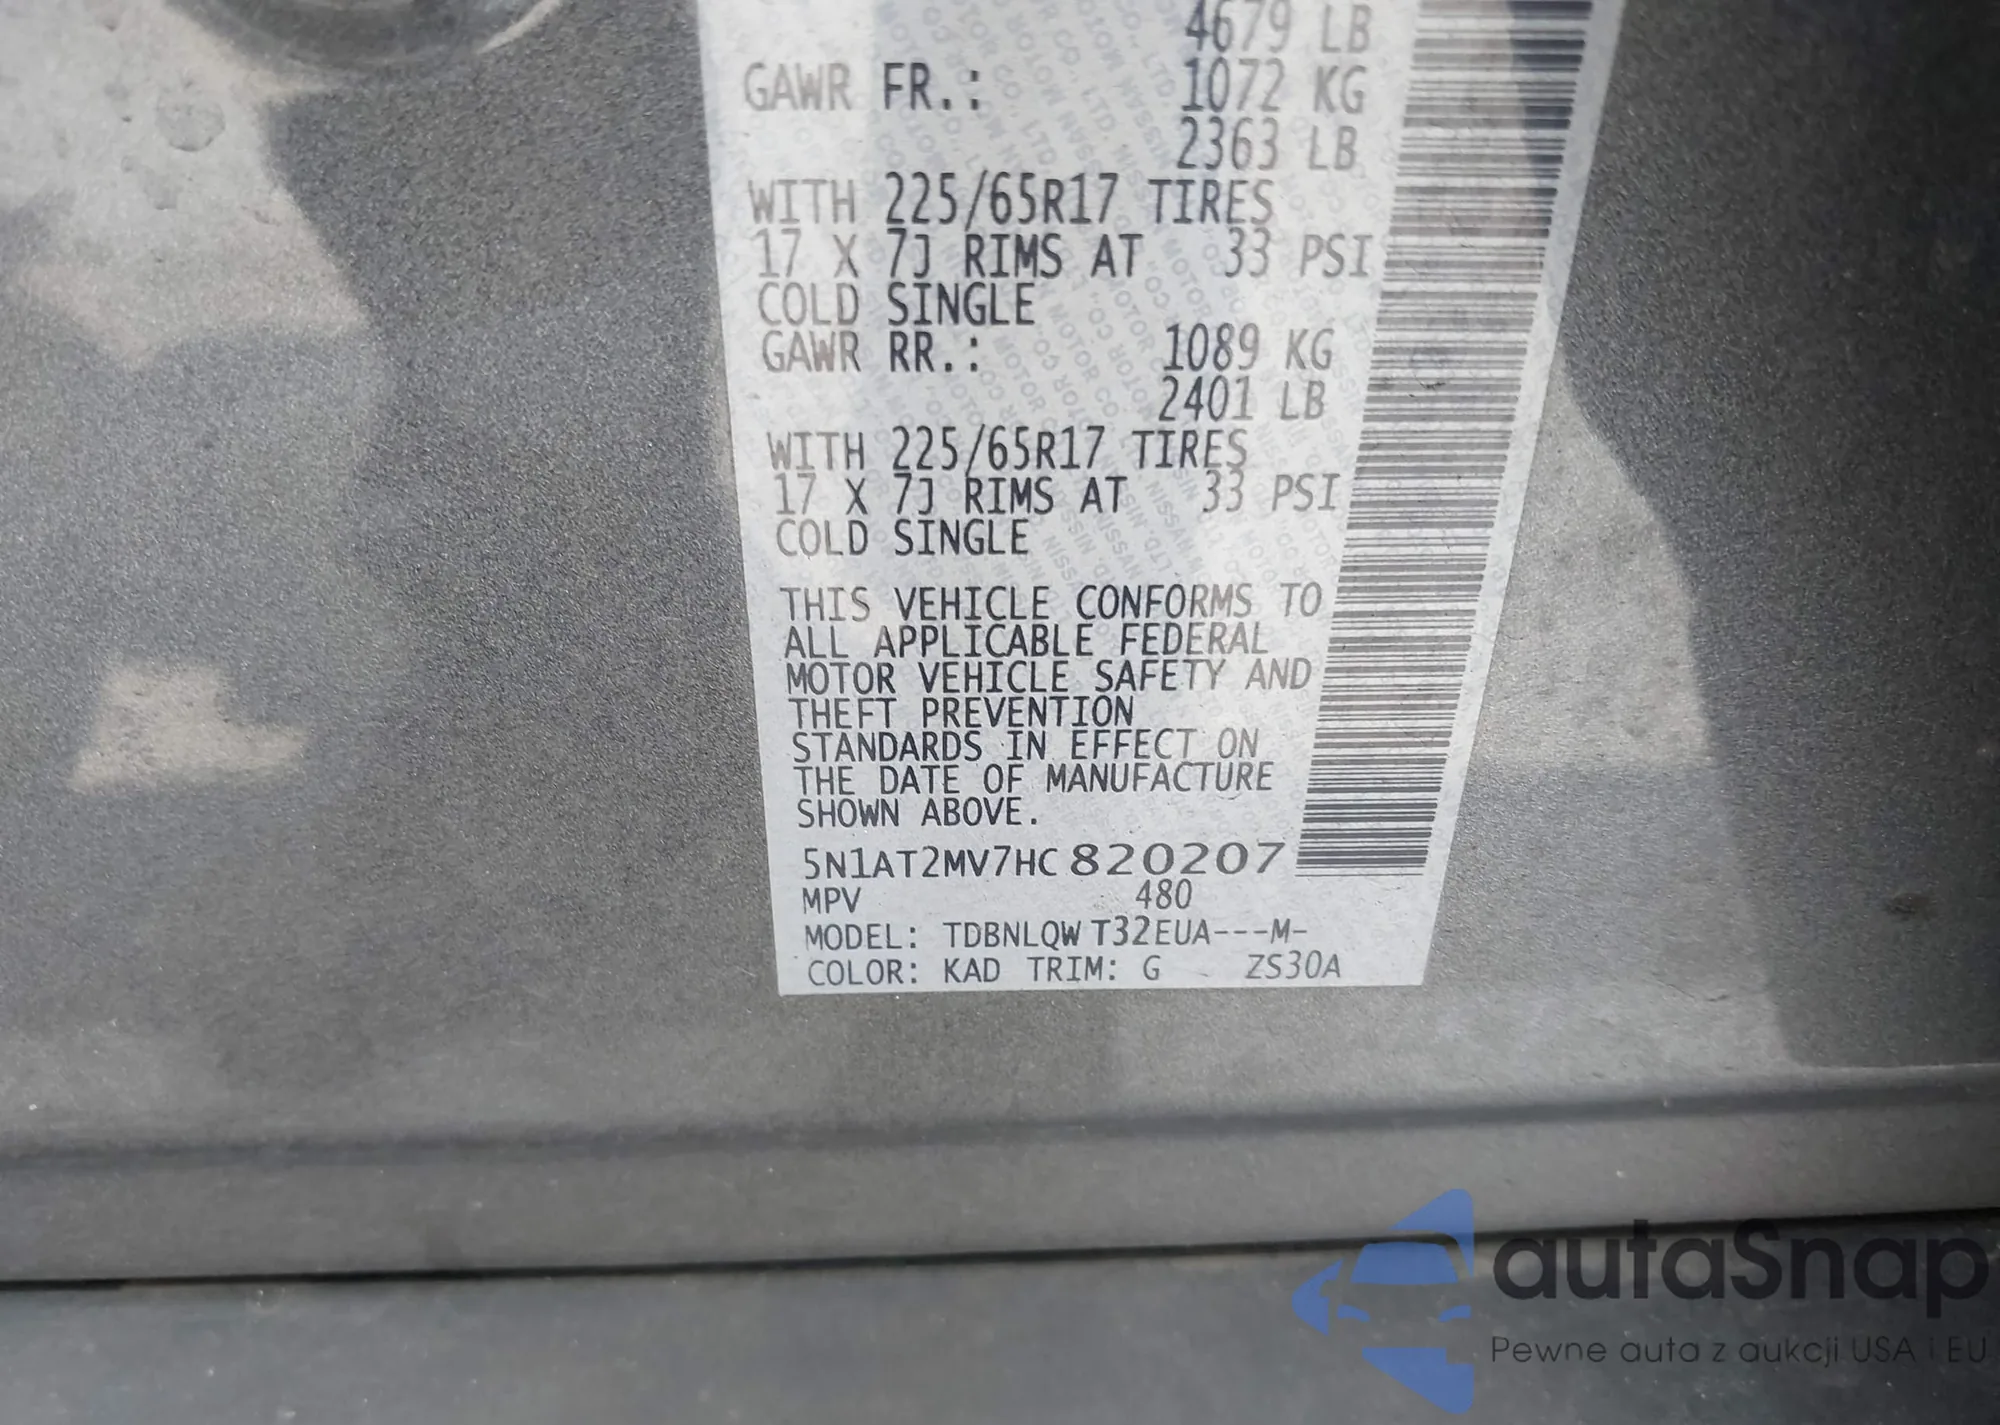 4679 LB
GAWR FR.: 1072 KG
2363 LB
WITH 225/65R17 TIRES
17 X 7J RIMS AT 33 PSI
COLD SINGLE
GAWR RR.: 1089 KG
2401 LB
WITH 225/65R17 TIRES
17 X 7J RIMS AT 33 PSI
COLD SINGLE
THIS VEHICLE CONFORMS TO
ALL APPLICABLE FEDERAL
MOTOR VEHICLE SAFETY AND
THEFT PREVENTION
STANDARDS IN EFFECT ON
THE DATE OF MANUFACTURE
SHOWN ABOVE.
5N1AT2MV7HC820207
MPV 480
MODEL: TDBNLQW T32EUA---M-
COLOR: KAD TRIM: G ZS30A
autaSnap
Pewne auta z aukcji USA i EU